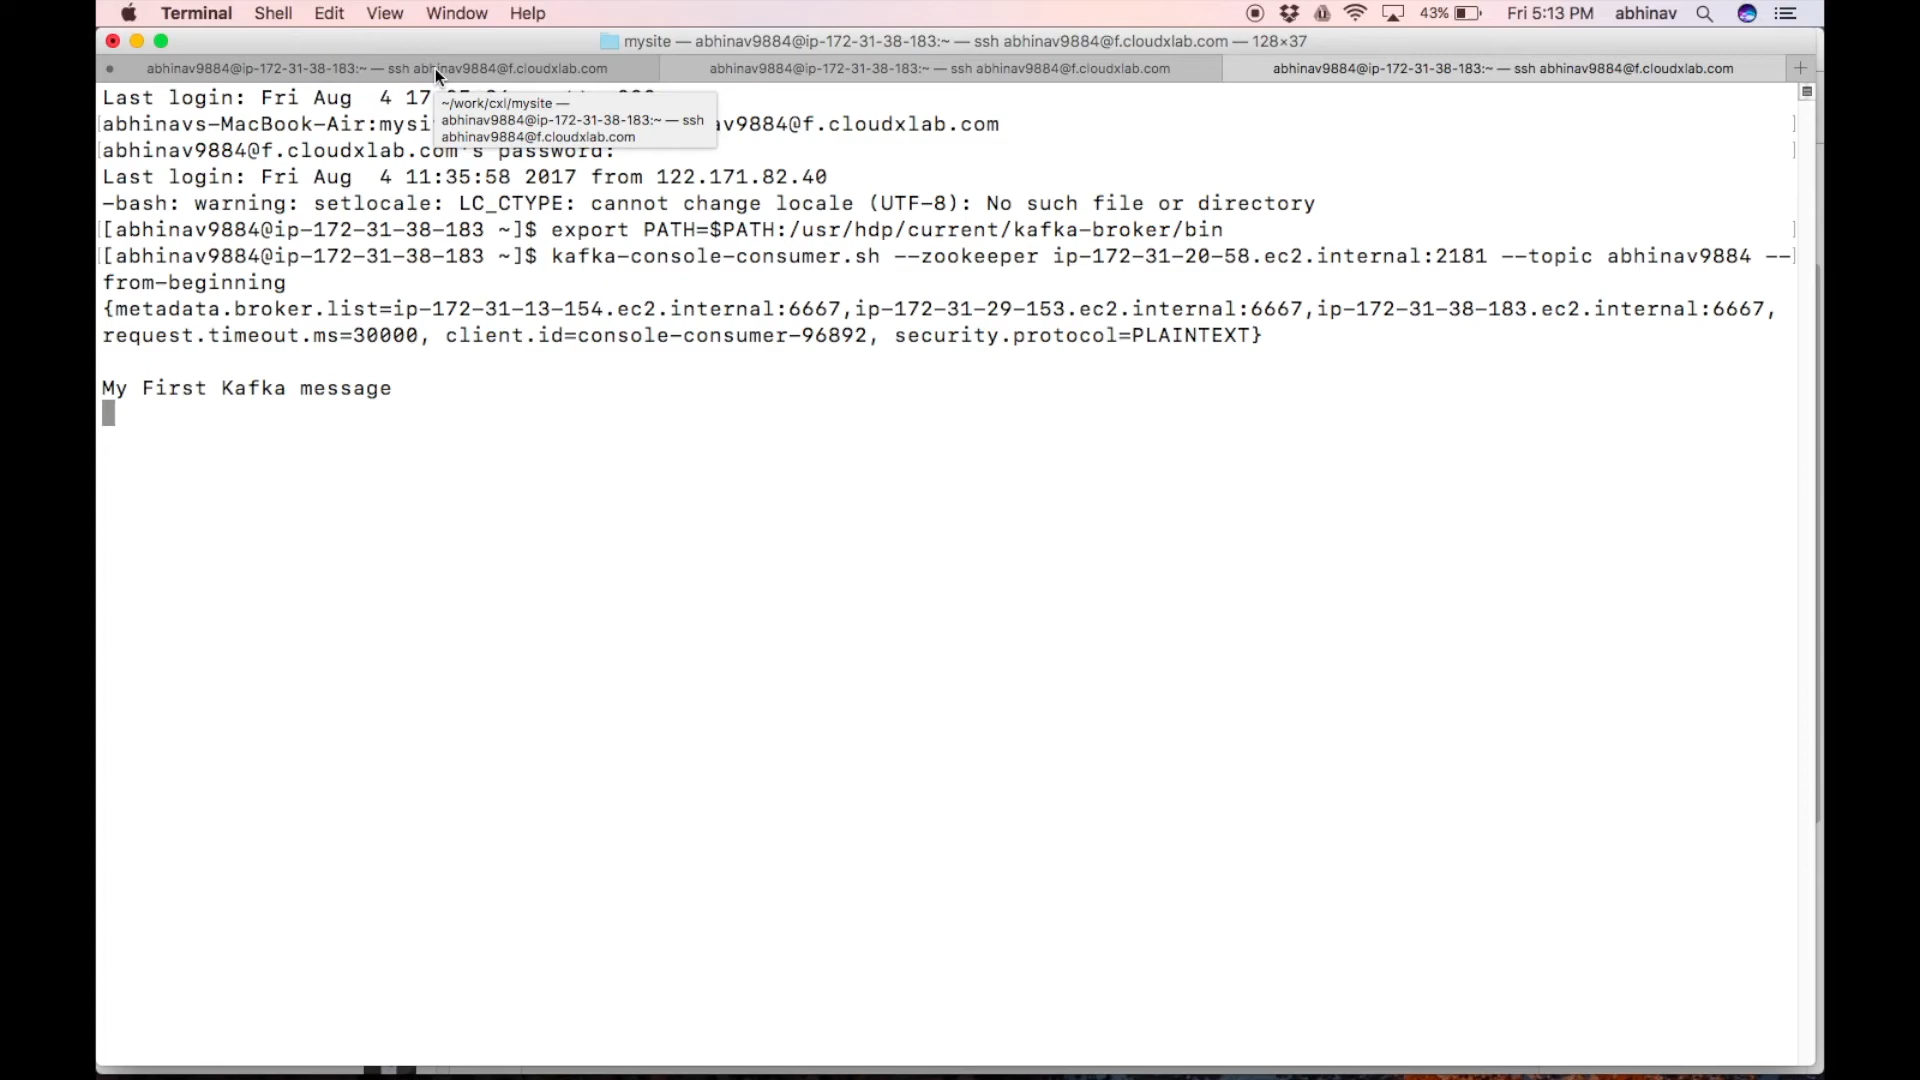 Terminal Shell Edit View Window Help 43% Fri 5:13 PM abhinav
mysite — abhinav9884@ip-172-31-38-183:~ — ssh abhinav9884@f.cloudxlab.com — 128×37
abhinav9884@ip-172-31-38-183:~ — ssh abhinav9884@f.cloudxlab.com abhinav9884@ip-172-31-38-183:~ — ssh abhinav9884@f.cloudxlab.com abhinav9884@ip-172-31-38-183:~ — ssh abhinav9884@f.cloudxlab.com +
Last login: Fri Aug  4 17
~/work/cxl/mysite —
abhinav9884@ip-172-31-38-183:~ — ssh
abhinav9884@f.cloudxlab.com
[abhinavs-MacBook-Air:mysi av9884@f.cloudxlab.com ]
[abhinav9884@f.cloudxlab.com's password: ]
Last login: Fri Aug  4 11:35:58 2017 from 122.171.82.40
-bash: warning: setlocale: LC_CTYPE: cannot change locale (UTF-8): No such file or directory
[[abhinav9884@ip-172-31-38-183 ~]$ export PATH=$PATH:/usr/hdp/current/kafka-broker/bin ]
[[abhinav9884@ip-172-31-38-183 ~]$ kafka-console-consumer.sh --zookeeper ip-172-31-20-58.ec2.internal:2181 --topic abhinav9884 --]
from-beginning
{metadata.broker.list=ip-172-31-13-154.ec2.internal:6667,ip-172-31-29-153.ec2.internal:6667,ip-172-31-38-183.ec2.internal:6667,
request.timeout.ms=30000, client.id=console-consumer-96892, security.protocol=PLAINTEXT}
My First Kafka message